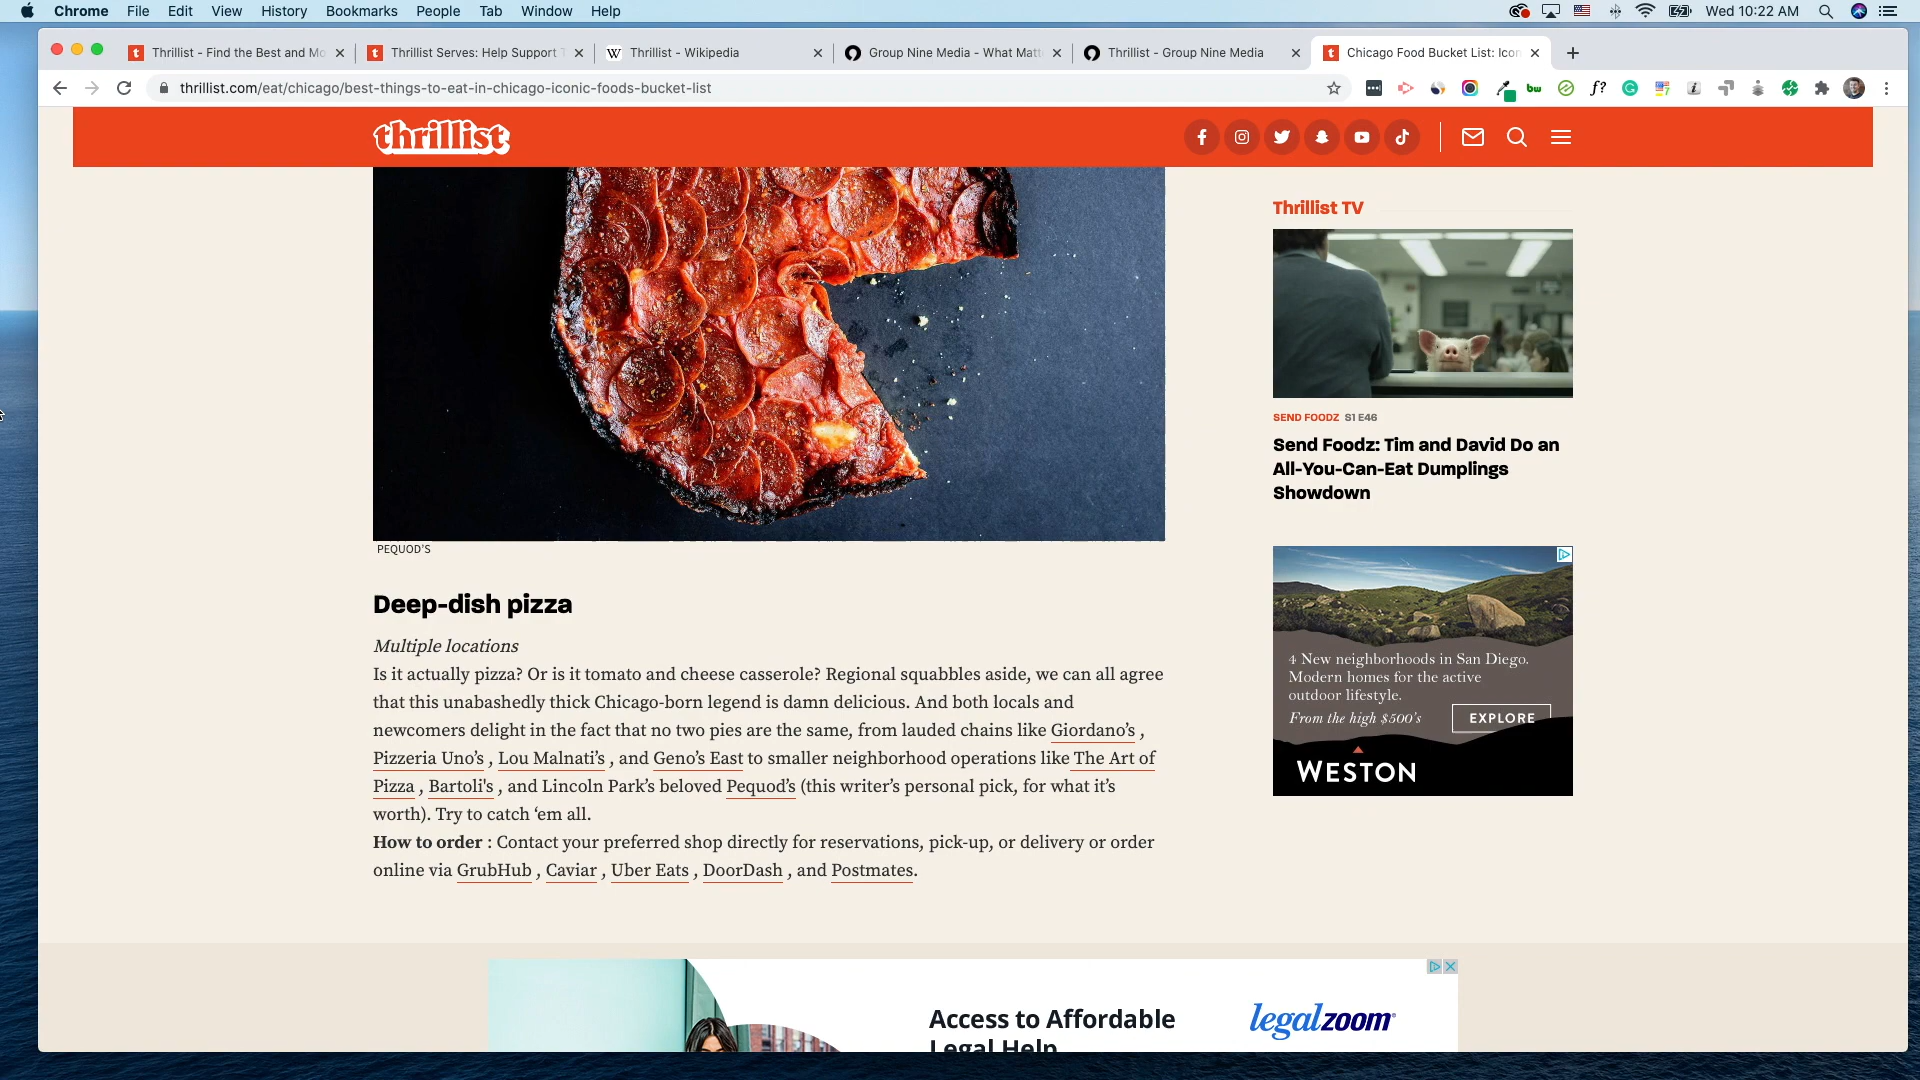 Chrome File Edit View History Bookmarks People Tab Window Help
Wed 10:22 AM
Thrillist - Find the Best and Mo
Thrillist Serves: Help Support T
Thrillist - Wikipedia
Group Nine Media - What Matt
Thrillist - Group Nine Media
Chicago Food Bucket List: Icon
thrillist.com/eat/chicago/best-things-to-eat-in-chicago-iconic-foods-bucket-list
thrillist
PEQUOD'S
Deep-dish pizza
Multiple locations
Is it actually pizza? Or is it tomato and cheese casserole? Regional squabbles aside, we can all agree
that this unabashedly thick Chicago-born legend is damn delicious. And both locals and
newcomers delight in the fact that no two pies are the same, from lauded chains like Giordano’s ,
Pizzeria Uno’s , Lou Malnati’s , and Geno’s East to smaller neighborhood operations like The Art of
Pizza , Bartoli's , and Lincoln Park’s beloved Pequod’s (this writer’s personal pick, for what it’s
worth). Try to catch ‘em all.
How to order : Contact your preferred shop directly for reservations, pick-up, or delivery or order
online via GrubHub , Caviar , Uber Eats , DoorDash , and Postmates.
Thrillist TV
SEND FOODZ S1 E46
Send Foodz: Tim and David Do an
All-You-Can-Eat Dumplings
Showdown
4 New neighborhoods in San Diego.
Modern homes for the active
outdoor lifestyle.
From the high $500's
EXPLORE
WESTON
Access to Affordable
Legal Help
legalzoom